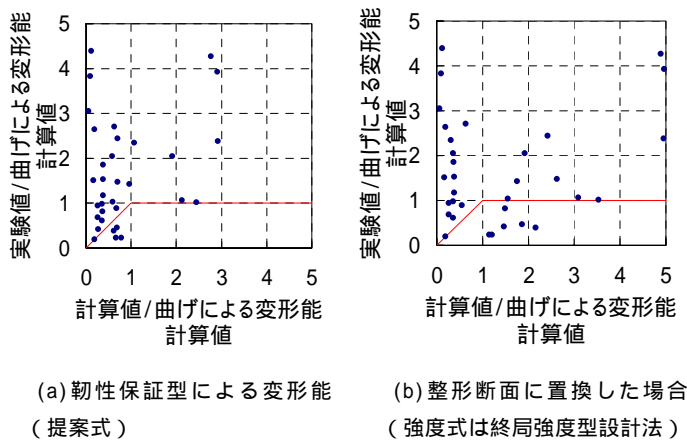 5
4
3
2
1
0
0 1 2 3 4 5
実験値/曲げによる変形能
計算値
計算値/曲げによる変形能
計算値
(a)靭性保証型による変形能
(提案式)
5
4
3
2
1
0
0 1 2 3 4 5
実験値/曲げによる変形能
計算値
計算値/曲げによる変形能
計算値
(b)整形断面に置換した場合
(強度式は終局強度型設計法)